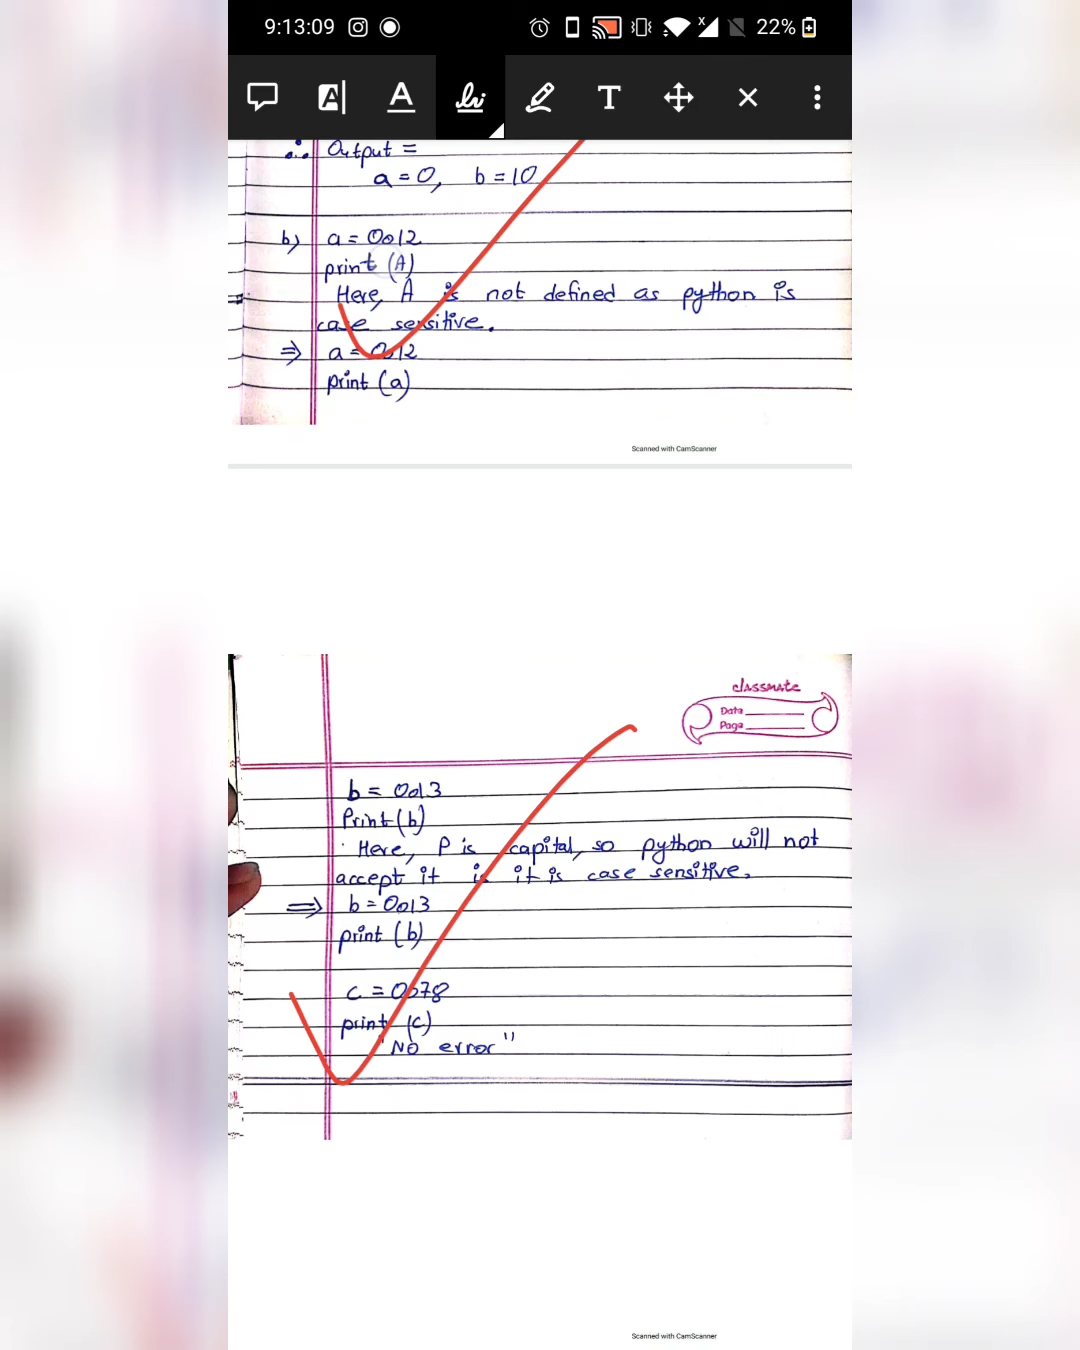 9:13:09
x
22%
A
A
T
∴ Output =
a = 0, b = 10
b) a = 0o12
print (A)
Here, A is not defined as python is
case sensitive.
⇒ a = 0o12
print (a)
Scanned with CamScanner
classmate
Date
Page
b = 0o13
Print (b)
Here, P is capital, so python will not
accept it it is case sensitive.
⇒ b = 0o13
print (b)
c =
print (c)
"NO error"
Scanned with CamScanner